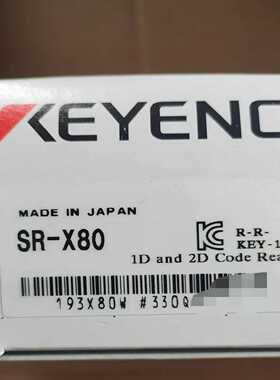 KEYENC
MADE IN JAPAN
SR-X80
R-R-
KEY-1
1D and 2D Code Rea
193X80W #330Q